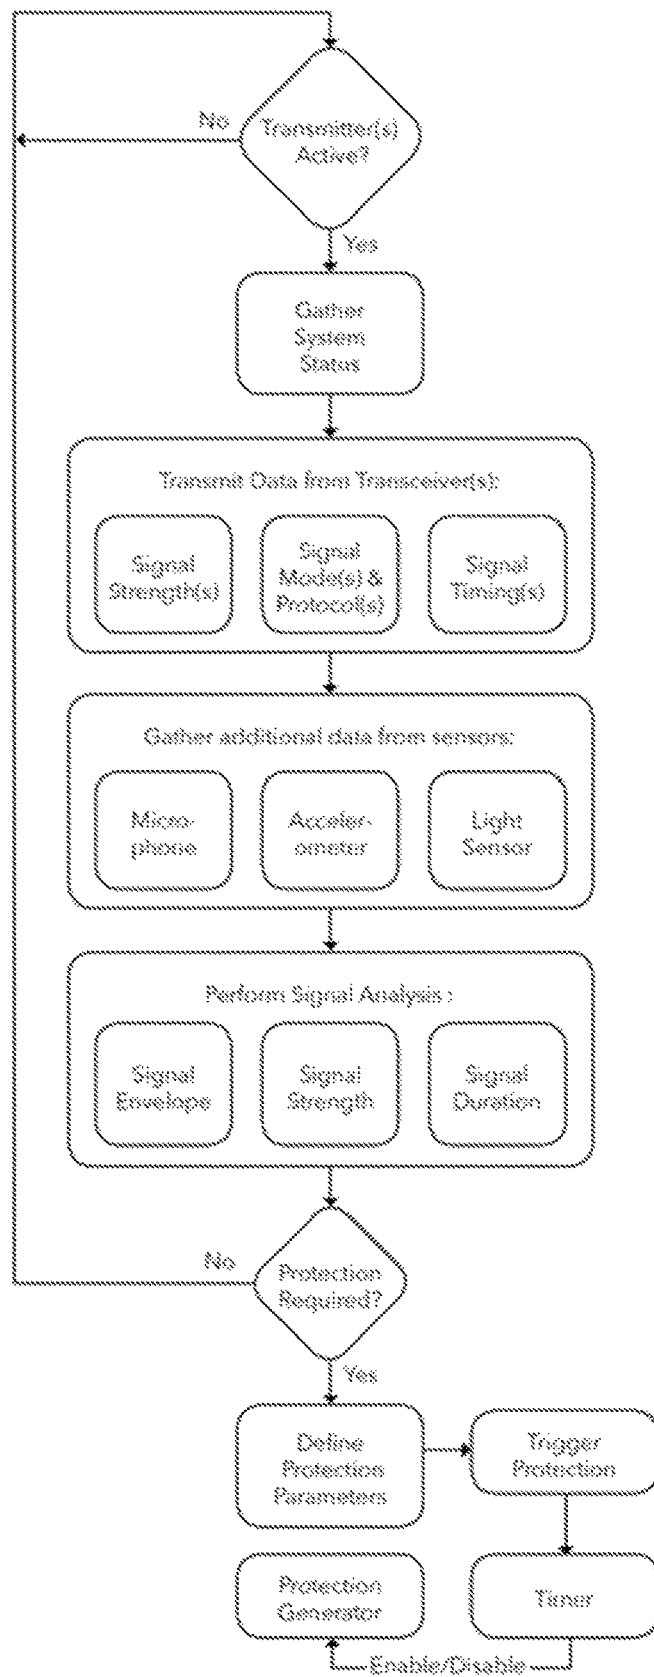 No
Transmitter(s)
Active?
Yes
Gather
System
Status
Transmit Data from Transceiver(s):
Signal
Strength(s)
Signal
Mode(s) &
Protocol(s)
Signal
Timing(s)
Gather additional data from sensors:
Micro-
phone
Acceler-
ometer
Light
Sensor
Perform Signal Analysis :
Signal
Envelope
Signal
Strength
Signal
Duration
No
Protection
Required?
Yes
Define
Protection
Parameters
Trigger
Protection
Protection
Generator
Timer
Enable/Disable